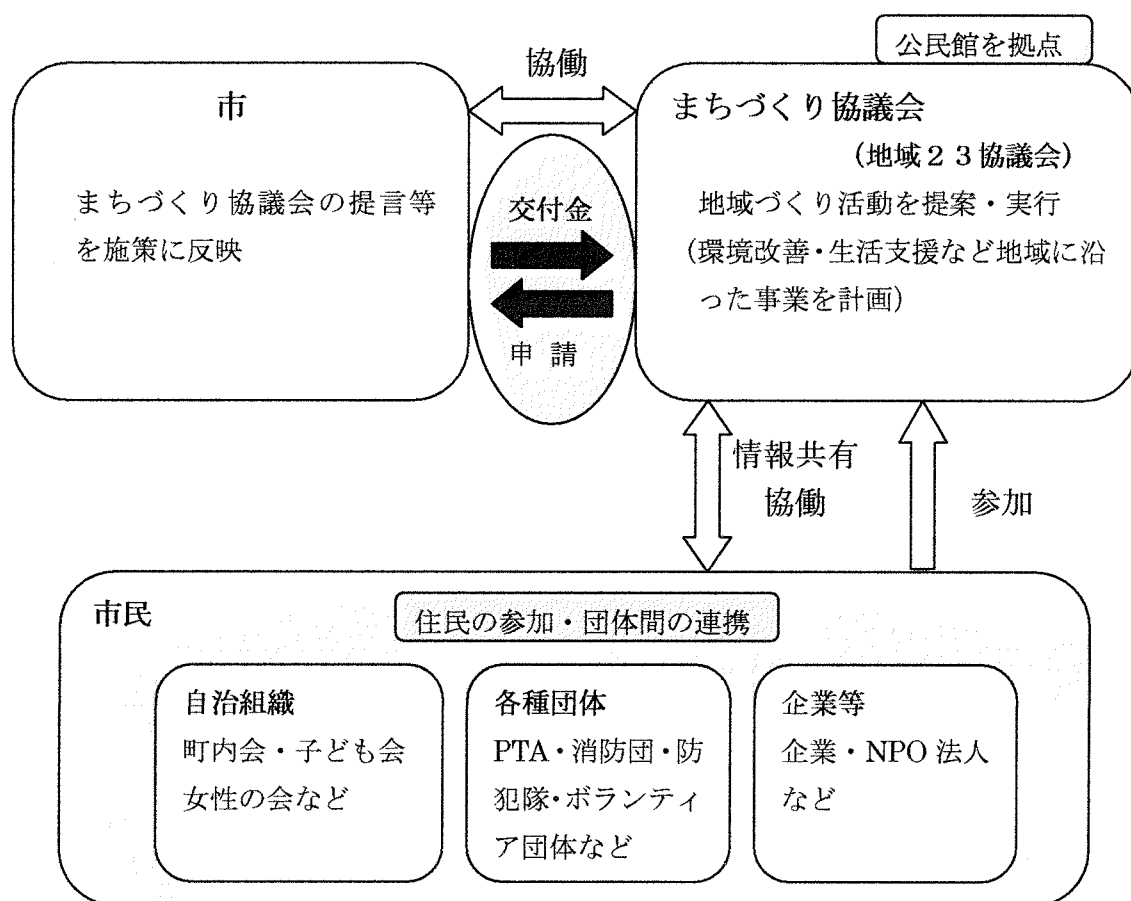 公民館を拠点
協働
市
まちづくり協議会の提言等
を施策に反映
交付金
申 請
まちづくり協議会
(地域23協議会)
地域づくり活動を提案・実行
(環境改善・生活支援など地域に沿
った事業を計画)
情報共有
協働
参加
市民
住民の参加・団体間の連携
自治組織
町内会・子ども会
女性の会など
各種団体
PTA・消防団・防
犯隊・ボランティ
ア団体など
企業等
企業・NPO 法人
など